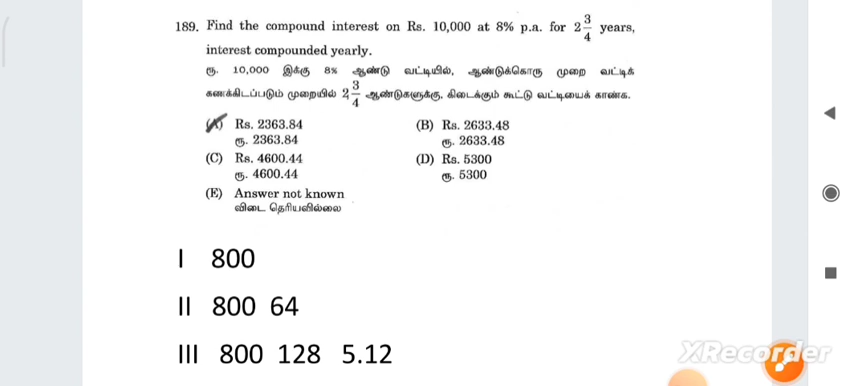 189. Find the compound interest on Rs. 10,000 at 8% p.a. for 2 3/4 years,
interest compounded yearly.
ரூ. 10,000 இக்கு 8% ஆண்டு வட்டியில், ஆண்டுக்கொரு முறை வட்டிக்
கணக்கிடப்படும் முறையில் 2 3/4 ஆண்டுகளுக்கு, கிடைக்கும் கூட்டு வட்டியைக் காண்க.
(A) Rs. 2363.84 (B) Rs. 2633.48
ரூ. 2363.84 ரூ. 2633.48
(C) Rs. 4600.44 (D) Rs. 5300
ரூ. 4600.44 ரூ. 5300
(E) Answer not known
விடை தெரியவில்லை
I 800
II 800 64
III 800 128 5.12
XRecorder